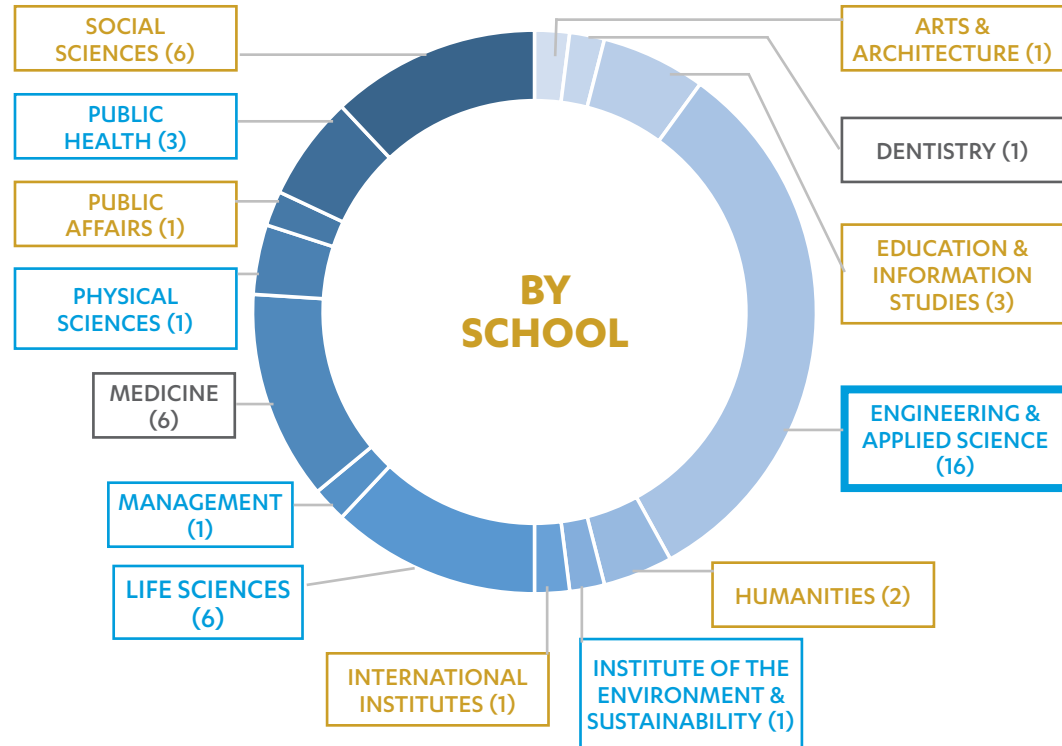 SOCIAL
SCIENCES (6)
PUBLIC
HEALTH (3)
PUBLIC
AFFAIRS (1)
PHYSICAL
SCIENCES (1)
MEDICINE
(6)
MANAGEMENT
(1)
LIFE SCIENCES
(6)
INTERNATIONAL
INSTITUTES (1)
INSTITUTE OF THE
ENVIRONMENT &
SUSTAINABILITY (1)
HUMANITIES (2)
ENGINEERING &
APPLIED SCIENCE
(16)
EDUCATION &
INFORMATION
STUDIES (3)
DENTISTRY (1)
ARTS &
ARCHITECTURE (1)
BY
SCHOOL